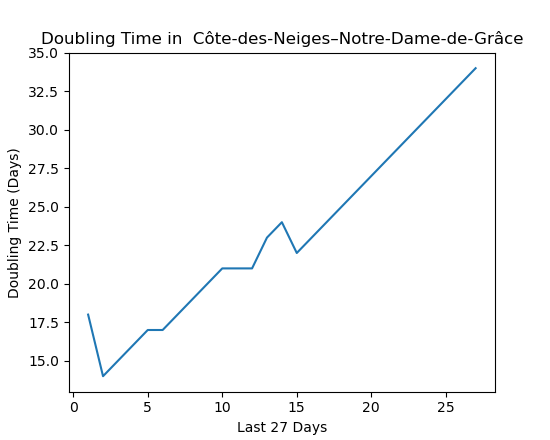 Doubling Time in  Côte-des-Neiges–Notre-Dame-de-Grâce
35.0
32.5
30.0
27.5
25.0
22.5
20.0
17.5
15.0
Doubling Time (Days)
0 5 10 15 20 25
Last 27 Days